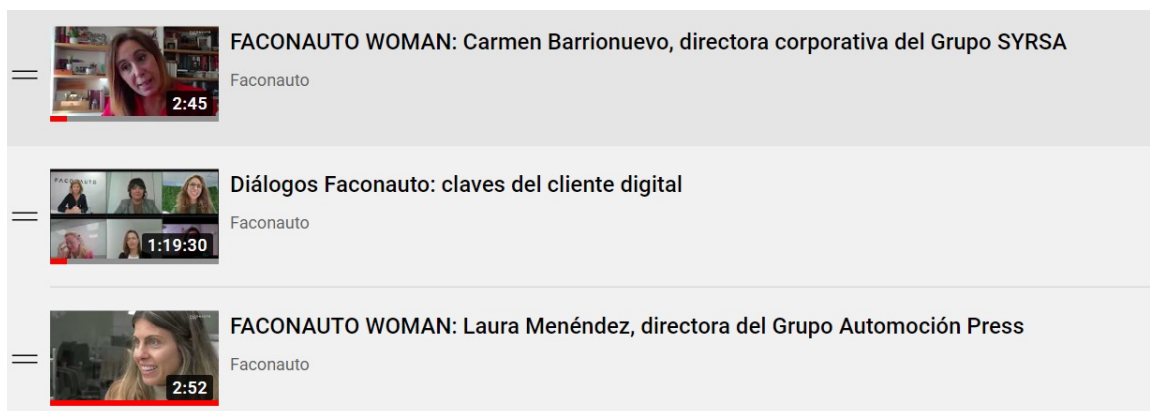 FACONAUTO WOMAN: Carmen Barrionuevo, directora corporativa del Grupo SYRSA
Faconauto
2:45
FACONAUTO
Diálogos Faconauto: claves del cliente digital
Faconauto
1:19:30
FACONAUTO WOMAN: Laura Menéndez, directora del Grupo Automoción Press
Faconauto
2:52